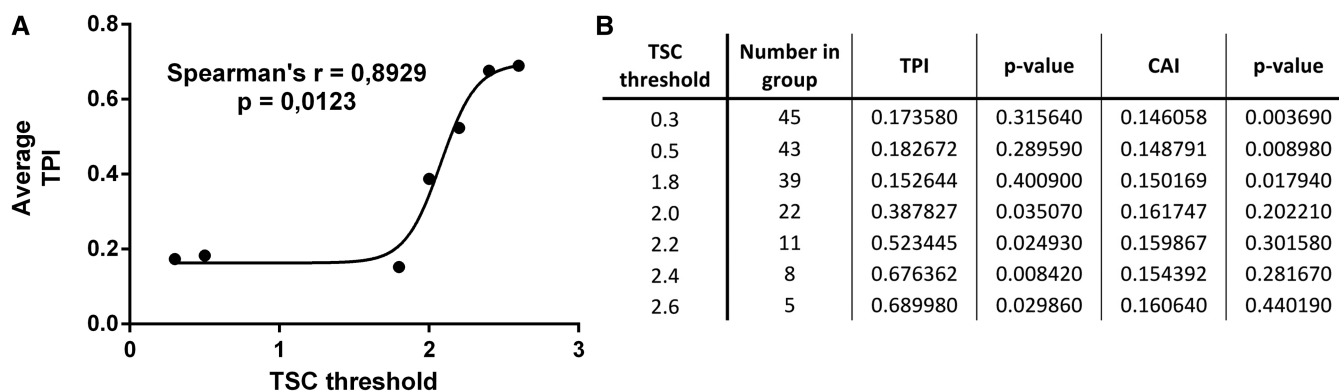 A
Spearman's r = 0,8929
p = 0,0123
Average
TPI
0.8
0.6
0.4
0.2
0.0
0 1 2 3
TSC threshold
B
TSC threshold Number in group TPI p-value CAI p-value
0.3 45 0.173580 0.315640 0.146058 0.003690
0.5 43 0.182672 0.289590 0.148791 0.008980
1.8 39 0.152644 0.400900 0.150169 0.017940
2.0 22 0.387827 0.035070 0.161747 0.202210
2.2 11 0.523445 0.024930 0.159867 0.301580
2.4 8 0.676362 0.008420 0.154392 0.281670
2.6 5 0.689980 0.029860 0.160640 0.440190